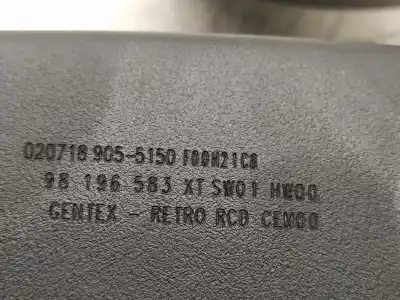 020718 905-5150 F00H21C8
98 196 583 XT SW01 HW00
GENTEX - RETRO RCD CEM00